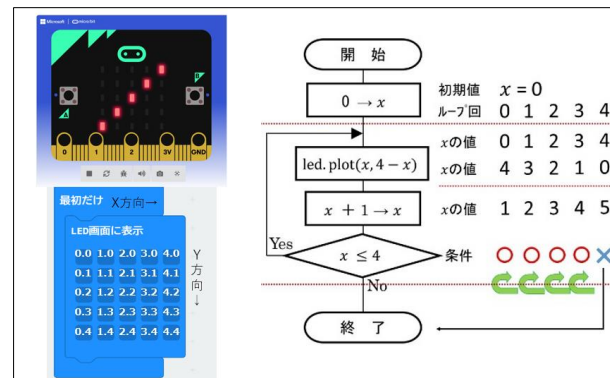 Microsoft | micro:bit
B
A
0 1 2 3V GND
最初だけ X方向→
LED画面に表示
0.0 1.0 2.0 3.0 4.0
0.1 1.1 2.1 3.1 4.1
0.2 1.2 2.2 3.2 4.2
0.3 1.3 2.3 3.3 4.3
0.4 1.4 2.4 3.4 4.4
Y方向↓
開 始
0 → x
led.plot(x, 4 − x)
x + 1 → x
x ≤ 4
Yes
No
終 了
初期値 x = 0
ループ回 0 1 2 3 4
xの値 0 1 2 3 4
xの値 4 3 2 1 0
xの値 1 2 3 4 5
条件 ○ ○ ○ ○ ×